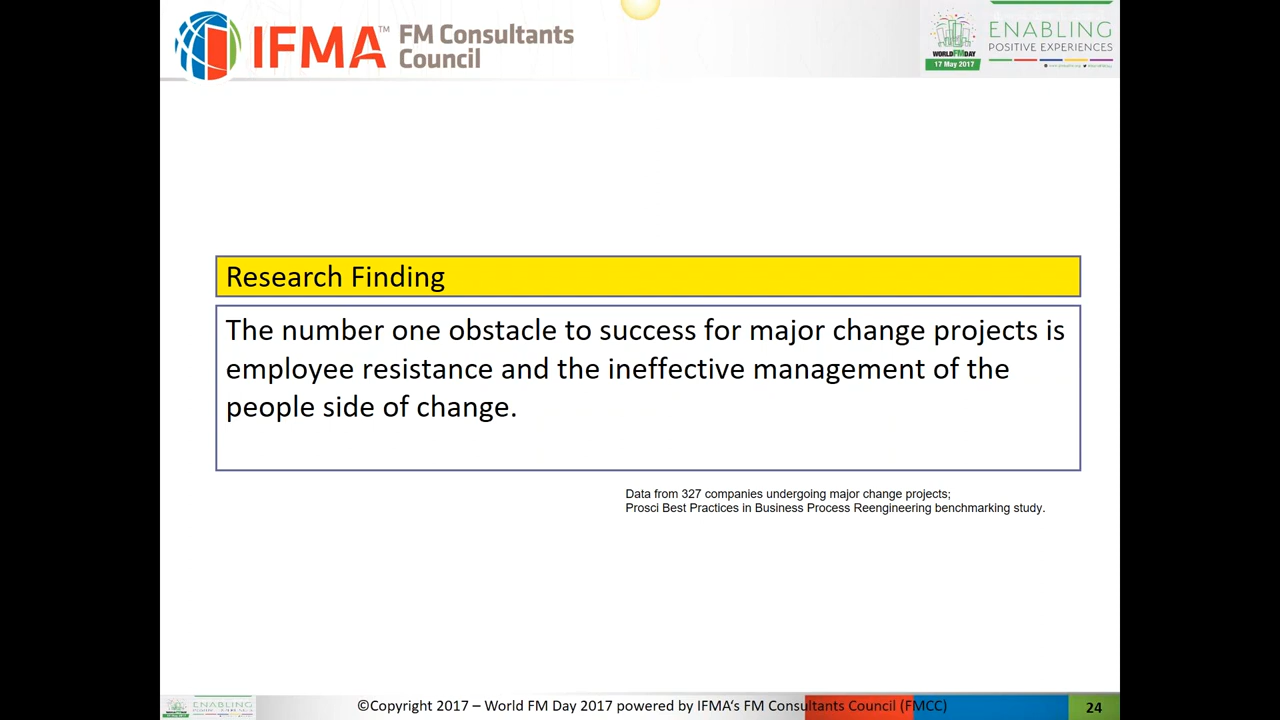 IFMA™ FM Consultants
Council
WORLD FM DAY
17 May 2017
ENABLING
POSITIVE EXPERIENCES
Research Finding
The number one obstacle to success for major change projects is
employee resistance and the ineffective management of the
people side of change.
Data from 327 companies undergoing major change projects;
Prosci Best Practices in Business Process Reengineering benchmarking study.
ENABLING
©Copyright 2017 – World FM Day 2017 powered by IFMA‘s FM Consultants Council (FMCC)
24